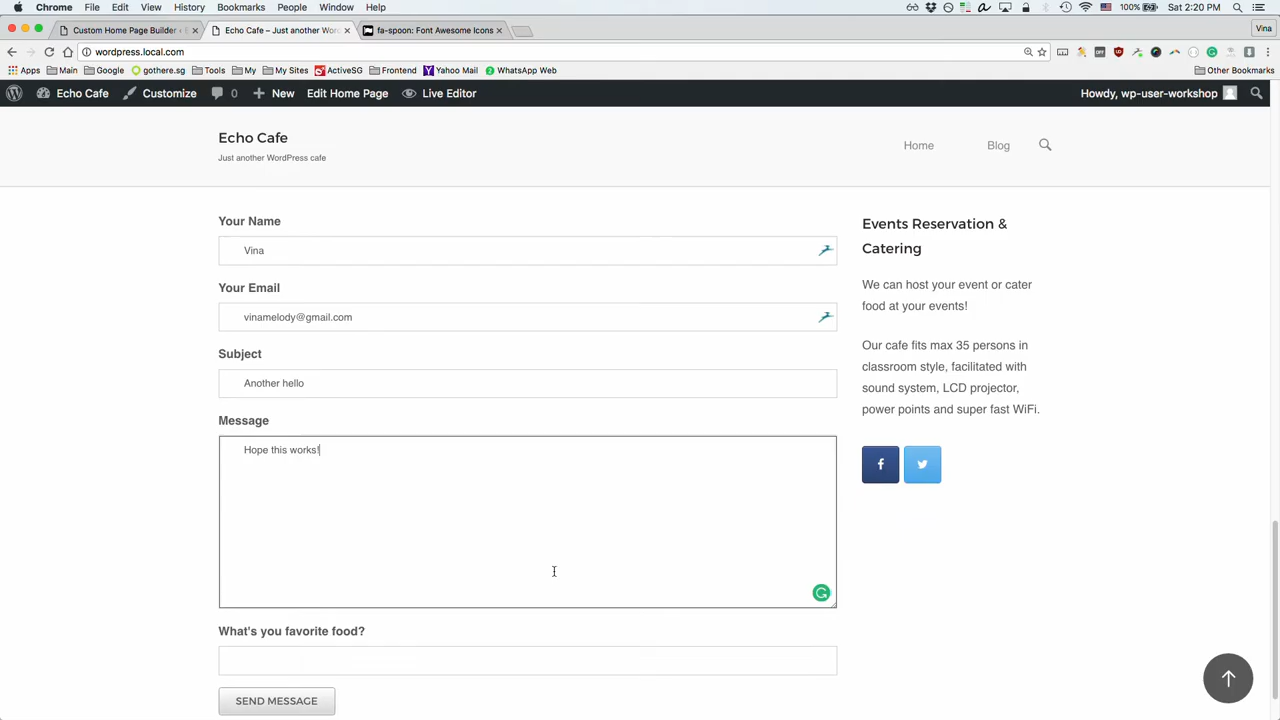 Chrome File Edit View History Bookmarks People Window Help 100% Sat 2:20 PM
Custom Home Page Builder ‹ E Echo Cafe – Just another Wor fa-spoon: Font Awesome Icons Vina
wordpress.local.com
Apps Main Google gothere.sg Tools My My Sites ActiveSG Frontend Yahoo Mail WhatsApp Web Other Bookmarks
Echo Cafe Customize 0 New Edit Home Page Live Editor Howdy, wp-user-workshop
Echo Cafe
Just another WordPress cafe
Home Blog
Your Name
Vina
Your Email
vinamelody@gmail.com
Subject
Another hello
Message
Hope this works!
What's you favorite food?
SEND MESSAGE
Events Reservation &
Catering
We can host your event or cater
food at your events!
Our cafe fits max 35 persons in
classroom style, facilitated with
sound system, LCD projector,
power points and super fast WiFi.